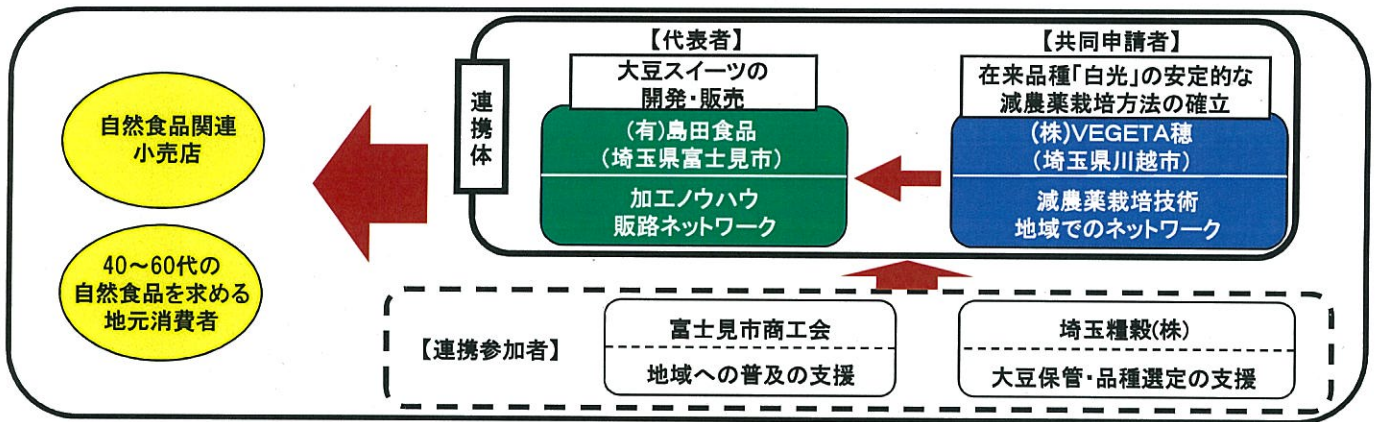 【代表者】
大豆スイーツの
開発・販売
(有)島田食品
(埼玉県富士見市)
加工ノウハウ
販路ネットワーク
【共同申請者】
在来品種「白光」の安定的な
減農薬栽培方法の確立
(株)VEGETA穂
(埼玉県川越市)
減農薬栽培技術
地域でのネットワーク
連携体
自然食品関連
小売店
40～60代の
自然食品を求める
地元消費者
【連携参加者】
富士見市商工会
地域への普及の支援
埼玉糧穀(株)
大豆保管・品種選定の支援